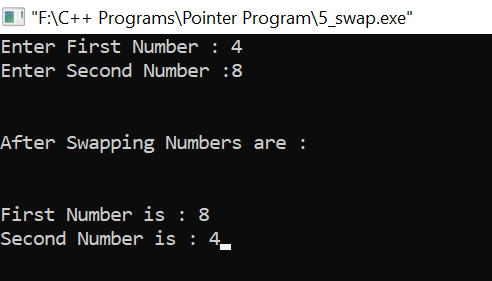 "F:\C++ Programs\Pointer Program\5_swap.exe"
Enter First Number : 4
Enter Second Number :8
After Swapping Numbers are :
First Number is : 8
Second Number is : 4